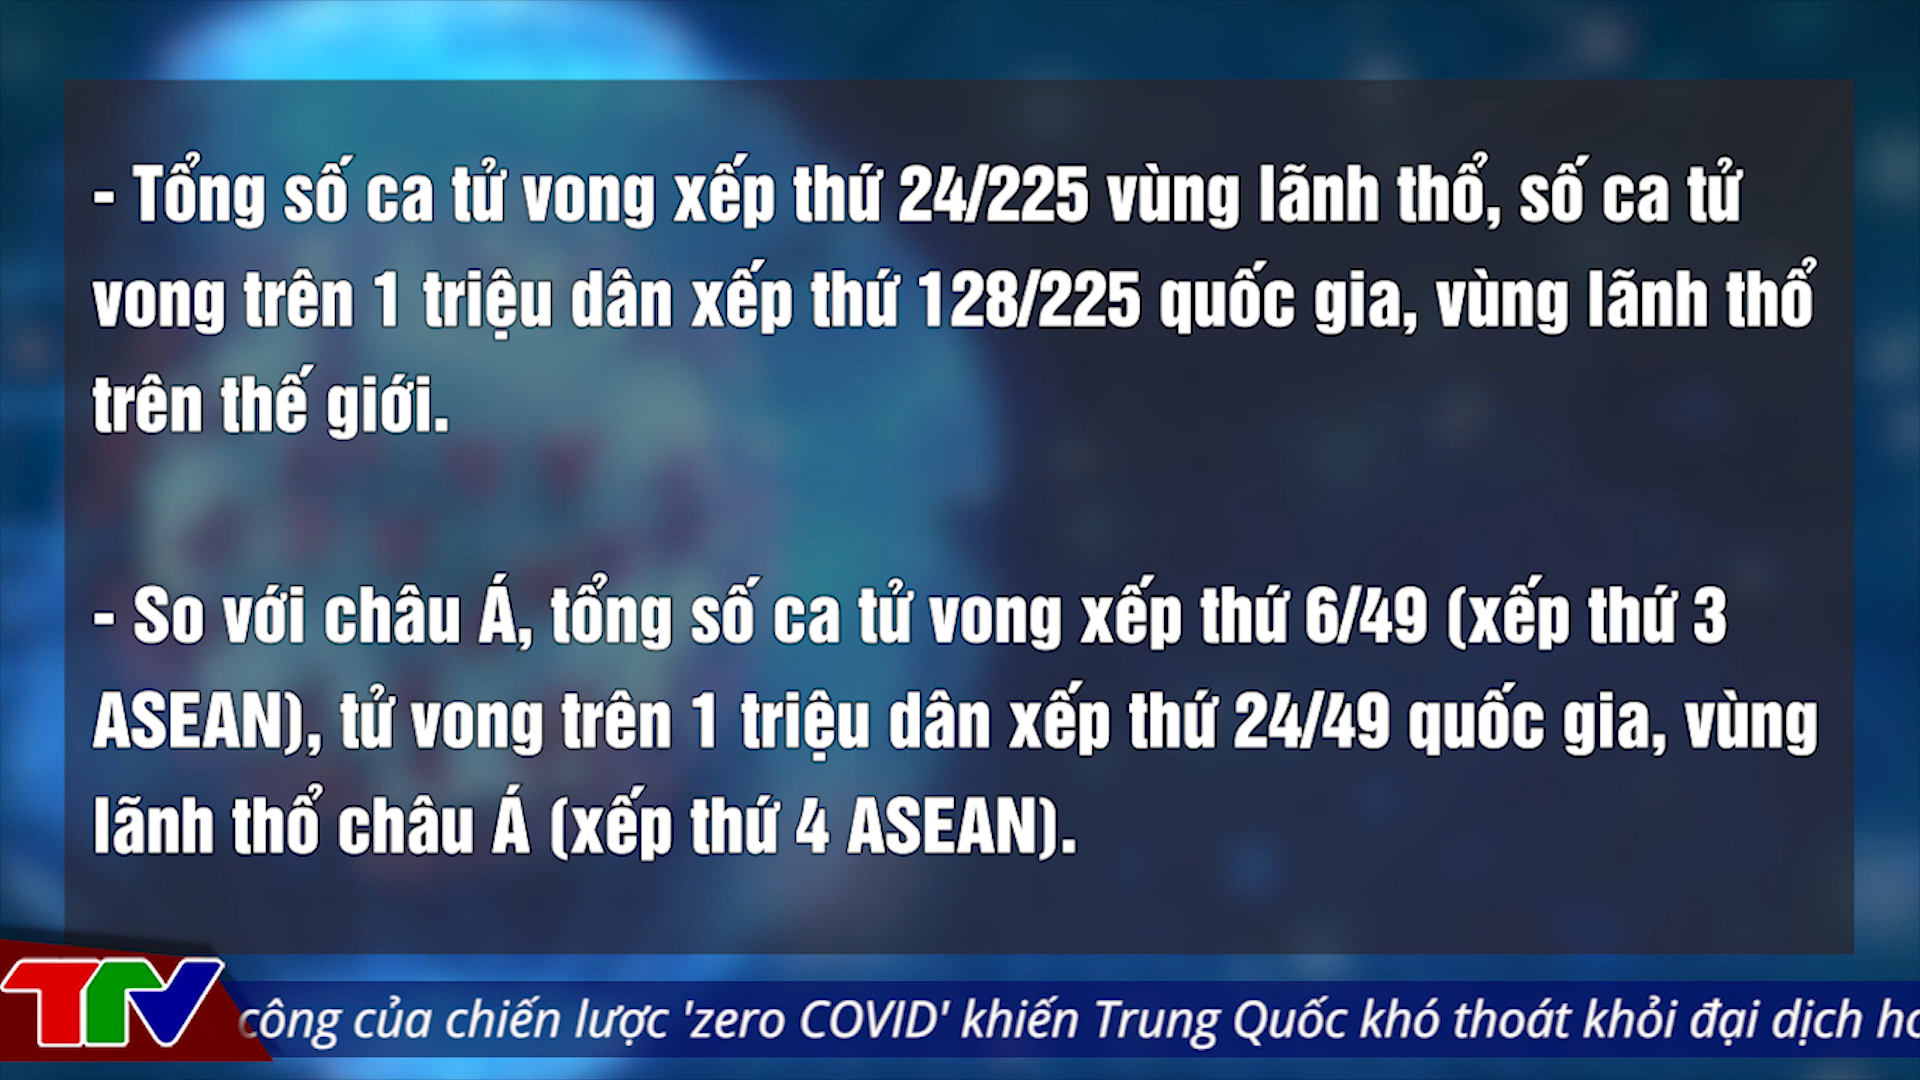 - Tổng số ca tử vong xếp thứ 24/225 vùng lãnh thổ, số ca tử
vong trên 1 triệu dân xếp thứ 128/225 quốc gia, vùng lãnh thổ
trên thế giới.
- So với châu Á, tổng số ca tử vong xếp thứ 6/49 (xếp thứ 3
ASEAN), tử vong trên 1 triệu dân xếp thứ 24/49 quốc gia, vùng
lãnh thổ châu Á (xếp thứ 4 ASEAN).
TTV
công của chiến lược 'zero COVID' khiến Trung Quốc khó thoát khỏi đại dịch